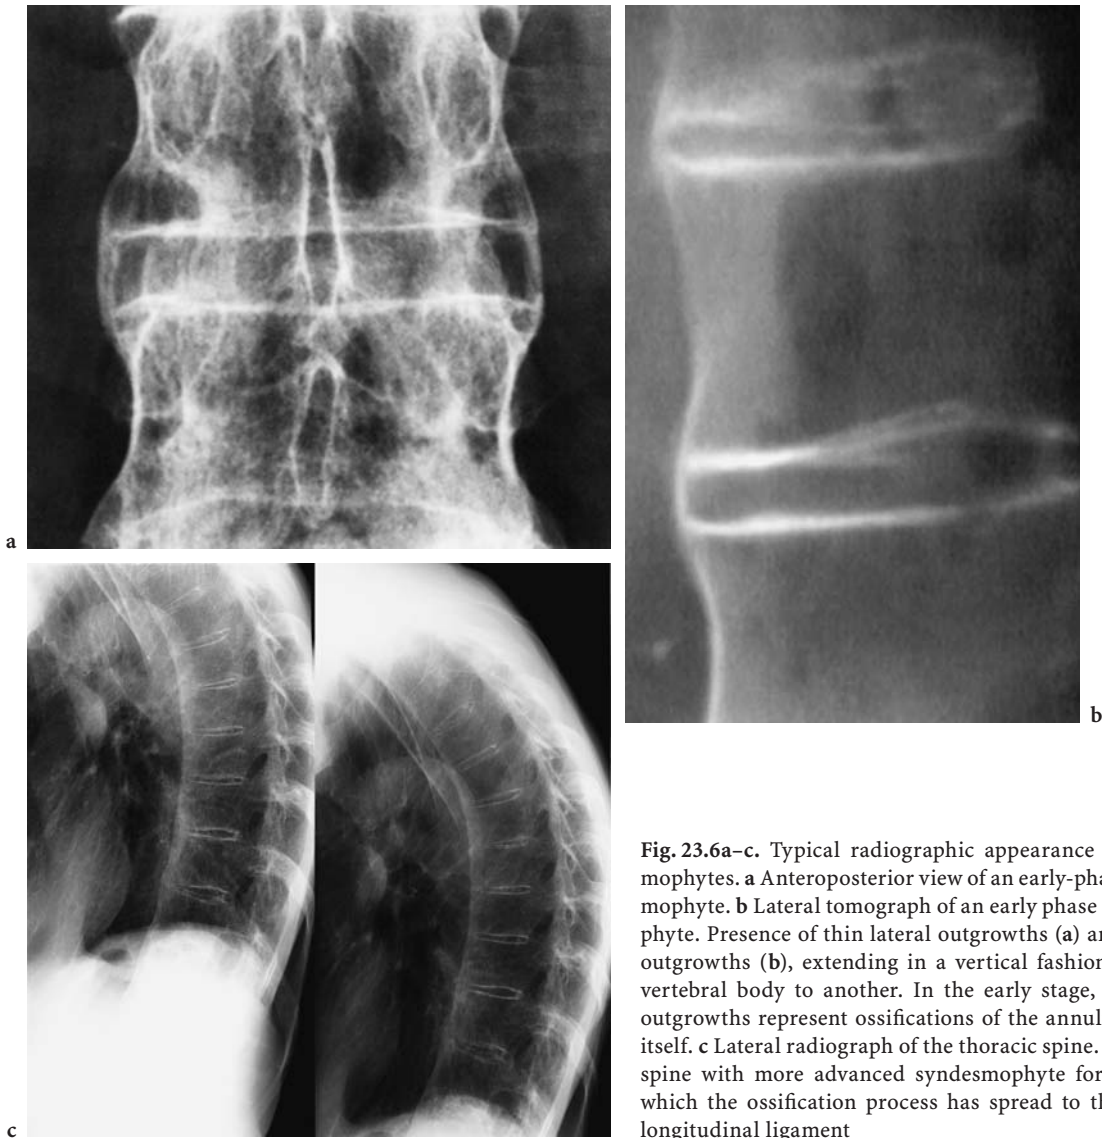 a
b
c
Fig. 23.6a–c. Typical radiographic appearance
mophytes. a Anteroposterior view of an early-pha
mophyte. b Lateral tomograph of an early phase
phyte. Presence of thin lateral outgrowths (a) an
outgrowths (b), extending in a vertical fashion
vertebral body to another. In the early stage,
outgrowths represent ossifications of the annul
itself. c Lateral radiograph of the thoracic spine.
spine with more advanced syndesmophyte for
which the ossification process has spread to th
longitudinal ligament